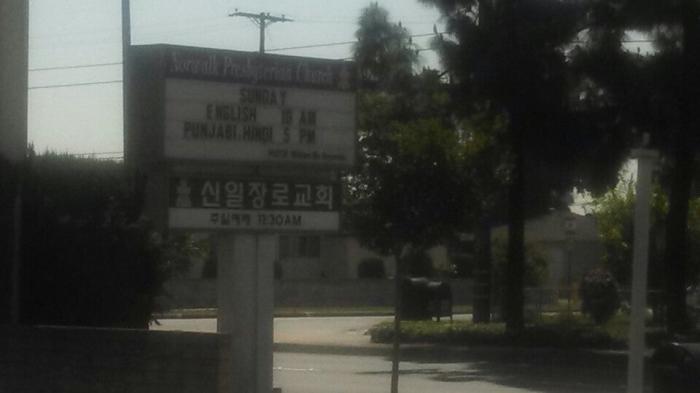 Norwalk Presbyterian Church
SUNDAY
ENGLISH 10 AM
PUNJABI.HINDI 5 PM
신일장로교회
주일예배 11:30AM